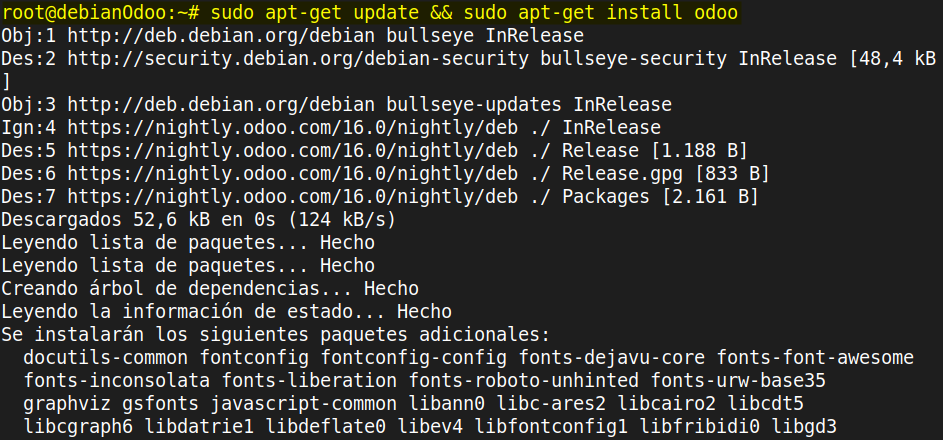 root@debianOdoo:~# sudo apt-get update && sudo apt-get install odoo
Obj:1 http://deb.debian.org/debian bullseye InRelease
Des:2 http://security.debian.org/debian-security bullseye-security InRelease [48,4 kB
]
Obj:3 http://deb.debian.org/debian bullseye-updates InRelease
Ign:4 https://nightly.odoo.com/16.0/nightly/deb ./ InRelease
Des:5 https://nightly.odoo.com/16.0/nightly/deb ./ Release [1.188 B]
Des:6 https://nightly.odoo.com/16.0/nightly/deb ./ Release.gpg [833 B]
Des:7 https://nightly.odoo.com/16.0/nightly/deb ./ Packages [2.161 B]
Descargados 52,6 kB en 0s (124 kB/s)
Leyendo lista de paquetes... Hecho
Leyendo lista de paquetes... Hecho
Creando árbol de dependencias... Hecho
Leyendo la información de estado... Hecho
Se instalarán los siguientes paquetes adicionales:
  docutils-common fontconfig fontconfig-config fonts-dejavu-core fonts-font-awesome
  fonts-inconsolata fonts-liberation fonts-roboto-unhinted fonts-urw-base35
  graphviz gsfonts javascript-common libann0 libc-ares2 libcairo2 libcdt5
  libcgraph6 libdatrie1 libdeflate0 libev4 libfontconfig1 libfribidi0 libgd3